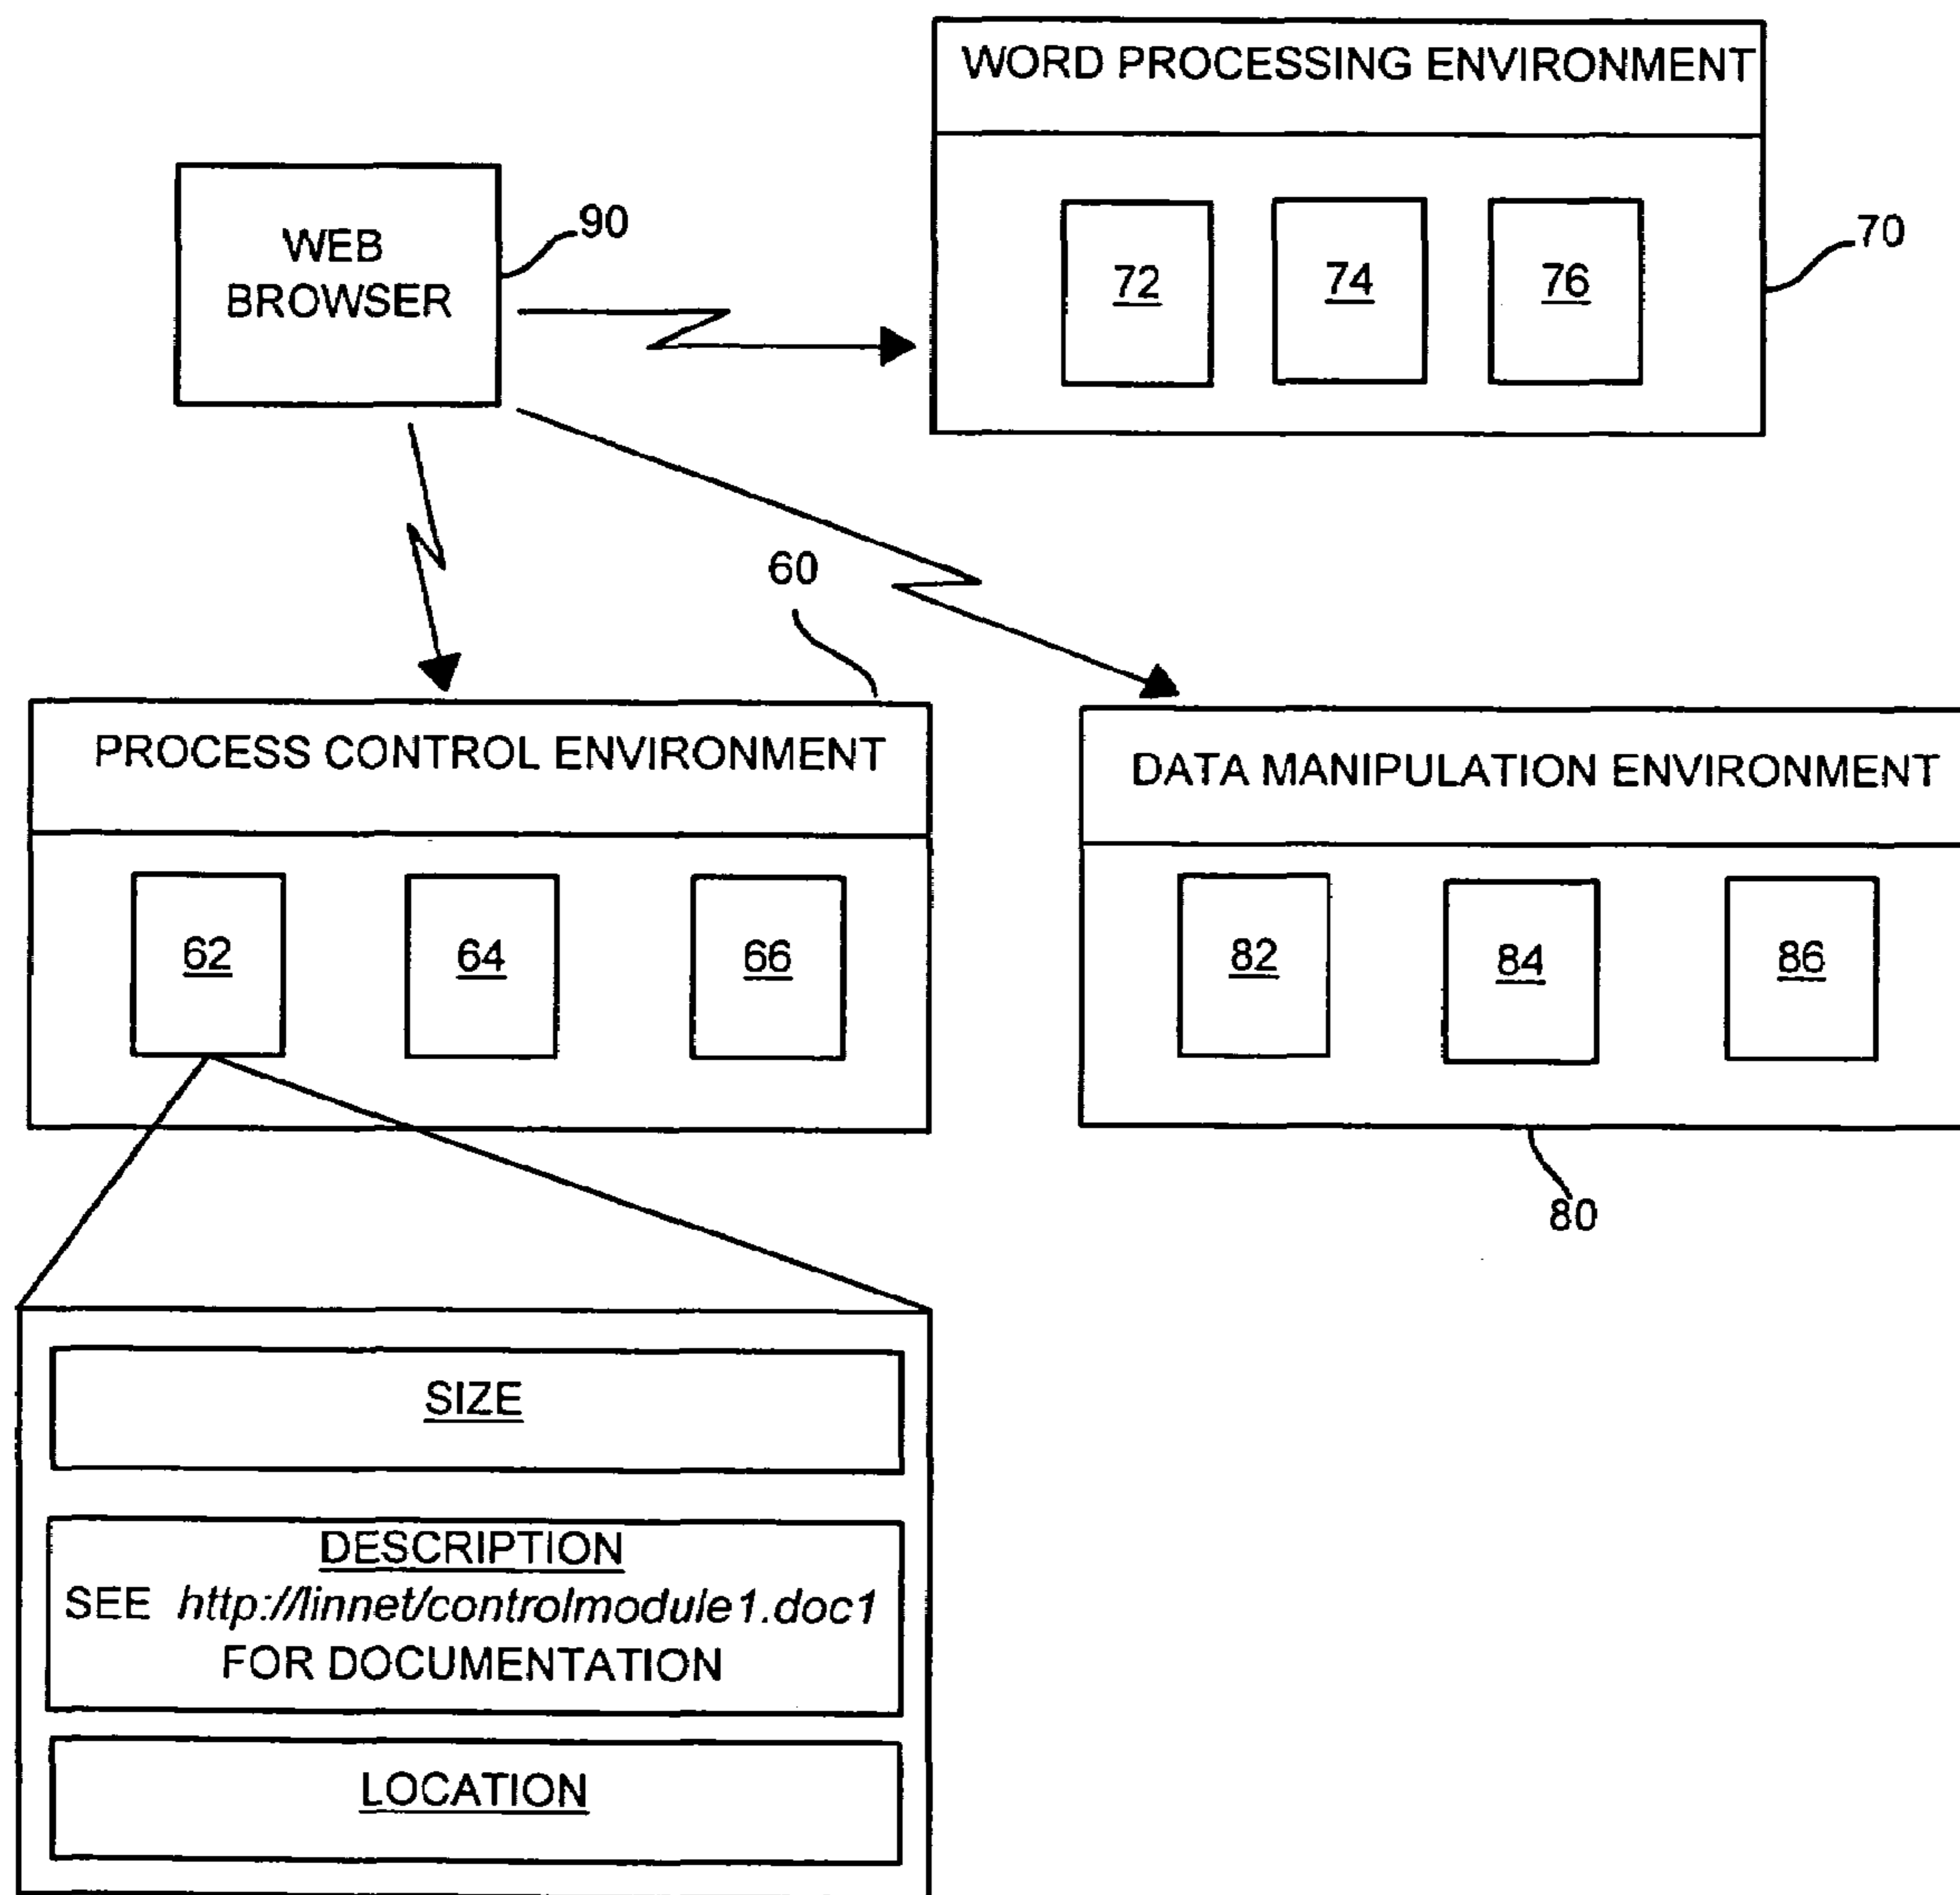 WORD PROCESSING ENVIRONMENT
WEB
BROWSER
90
72
74
76
70
60
PROCESS CONTROL ENVIRONMENT
62
64
66
DATA MANIPULATION ENVIRONMENT
82
84
86
80
SIZE
DESCRIPTION
SEE http://linnet/controlmodule1.doc1
FOR DOCUMENTATION
LOCATION